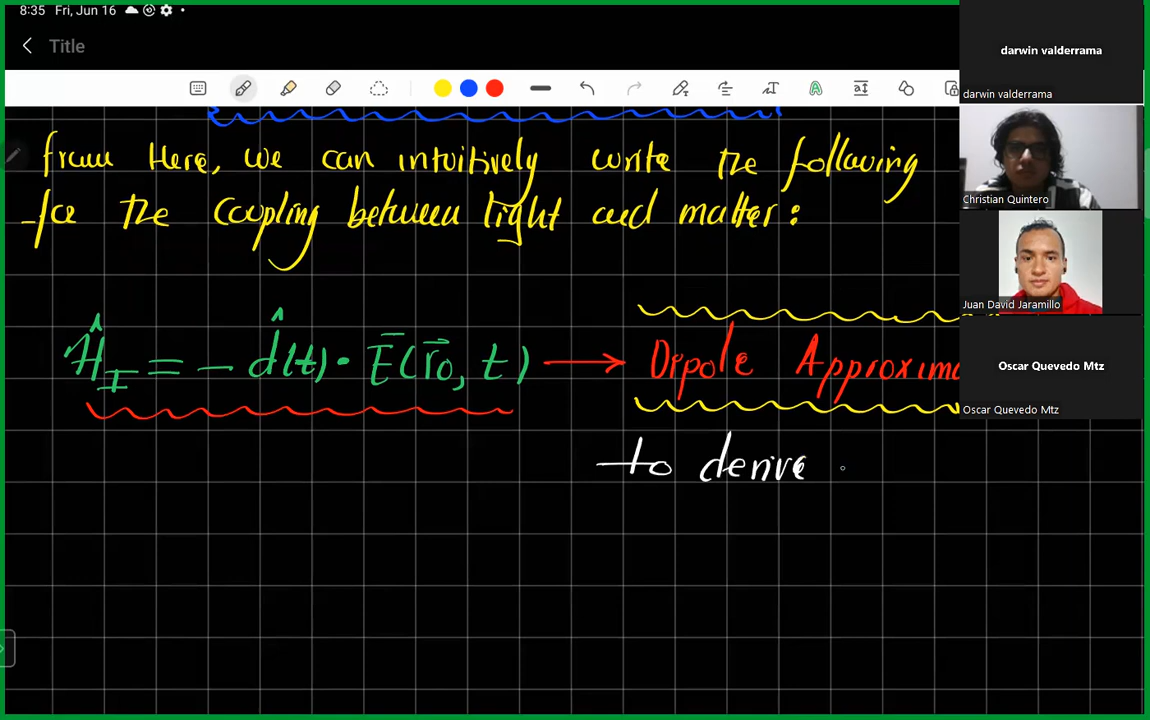 8:35 Fri, Jun 16
Title
from Here, we can intuitively write the following
for the Coupling between light and matter:
Ĥ_I = - d̂(t) · E̅(r⃗₀, t) → Dipole Approxima
to derive
darwin valderrama
darwin valderrama
Christian Quintero
Juan David Jaramillo
Oscar Quevedo Mtz
Oscar Quevedo Mtz